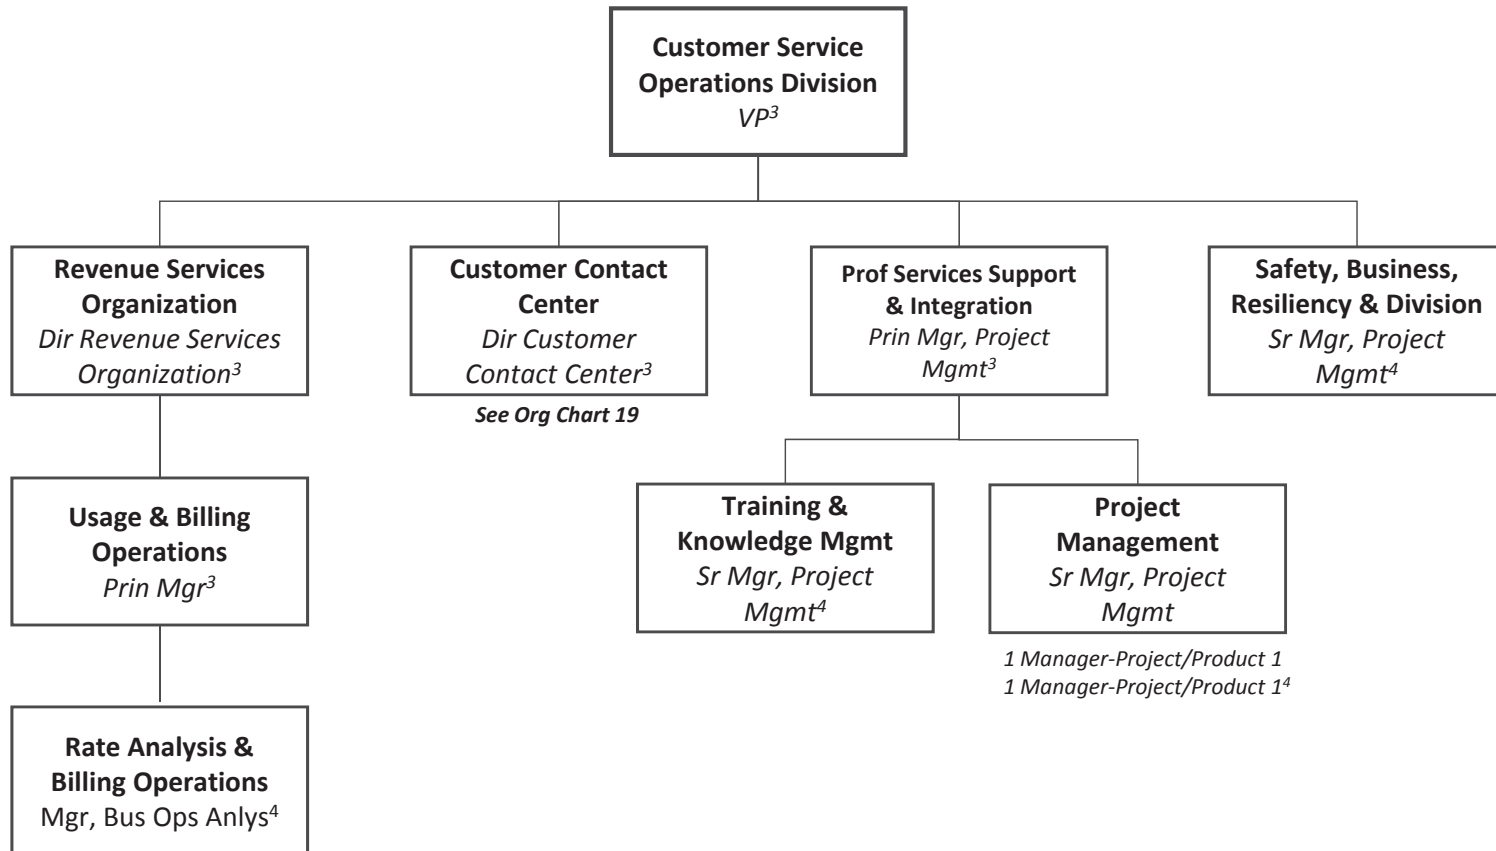 Customer Service
Operations Division
VP³
Revenue Services
Organization
Dir Revenue Services
Organization³
Customer Contact
Center
Dir Customer
Contact Center³
See Org Chart 19
Prof Services Support
& Integration
Prin Mgr, Project
Mgmt³
Safety, Business,
Resiliency & Division
Sr Mgr, Project
Mgmt⁴
Usage & Billing
Operations
Prin Mgr³
Training &
Knowledge Mgmt
Sr Mgr, Project
Mgmt⁴
Project
Management
Sr Mgr, Project
Mgmt
1 Manager-Project/Product 1
1 Manager-Project/Product 1⁴
Rate Analysis &
Billing Operations
Mgr, Bus Ops Anlys⁴